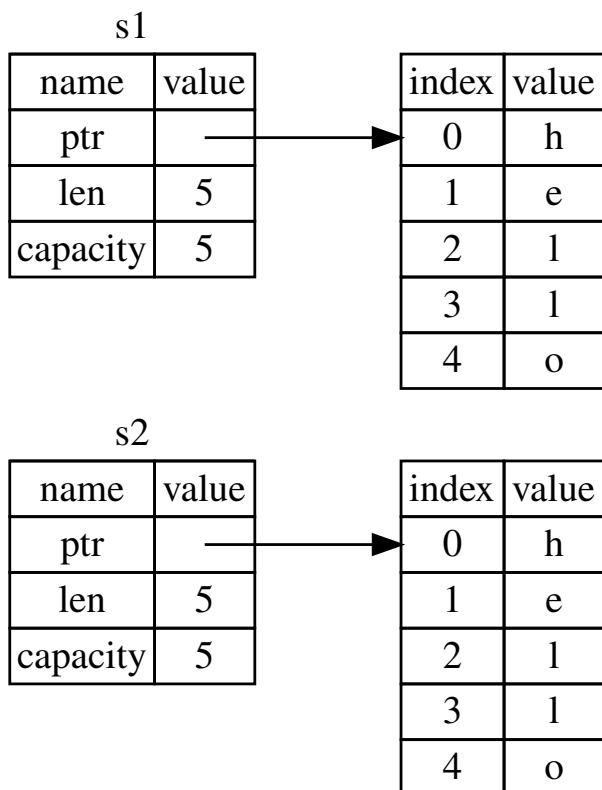 s1
name value
ptr
len 5
capacity 5
index value
0 h
1 e
2 l
3 l
4 o
s2
name value
ptr
len 5
capacity 5
index value
0 h
1 e
2 l
3 l
4 o